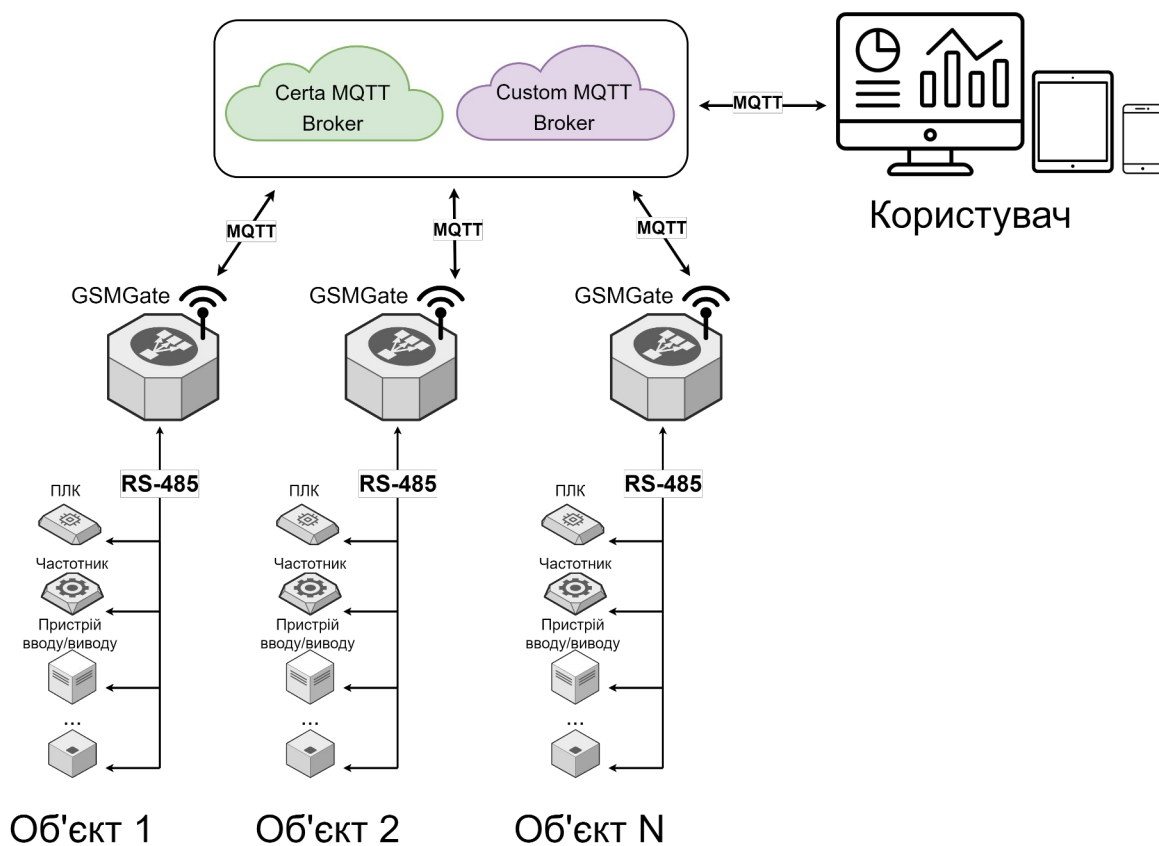 Certa MQTT
Broker
Custom MQTT
Broker
MQTT
Користувач
MQTT
MQTT
MQTT
GSMGate
GSMGate
GSMGate
RS-485
RS-485
RS-485
ПЛК
ПЛК
ПЛК
Частотник
Частотник
Частотник
Пристрій
вводу/виводу
Пристрій
вводу/виводу
Пристрій
вводу/виводу
...
...
...
Об'єкт 1
Об'єкт 2
Об'єкт N